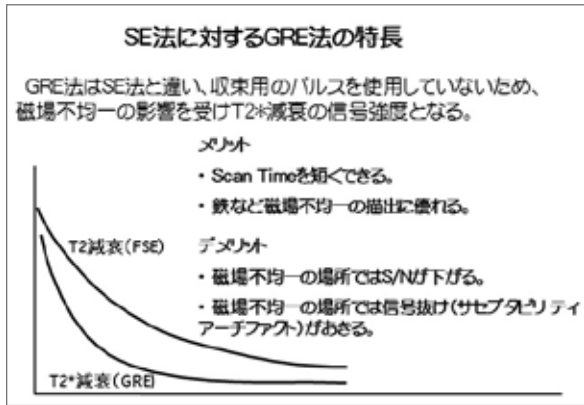 SE法に対するGRE法の特長
GRE法はSE法と違い、収束用のパルスを使用していないため、
磁場不均一の影響を受けT2*減衰の信号強度となる。
メリット
・Scan Timeを短くできる。
・鉄など磁場不均一の描出に優れる。
T2減衰(FSE)
デメリット
・磁場不均一の場所ではS/Nが下がる。
・磁場不均一の場所では信号抜け(サセプタビリティ
アーチファクト)がおきる。
T2*減衰(GRE)